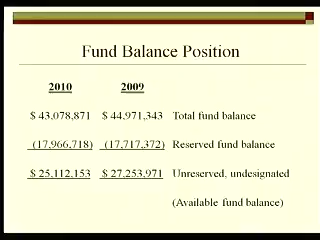 Fund Balance Position
2010 2009
$ 43,078,871 $ 44,971,343 Total fund balance
(17,966,718) (17,717,372) Reserved fund balance
$ 25,112,153 $ 27,253,971 Unreserved, undesignated
(Available fund balance)